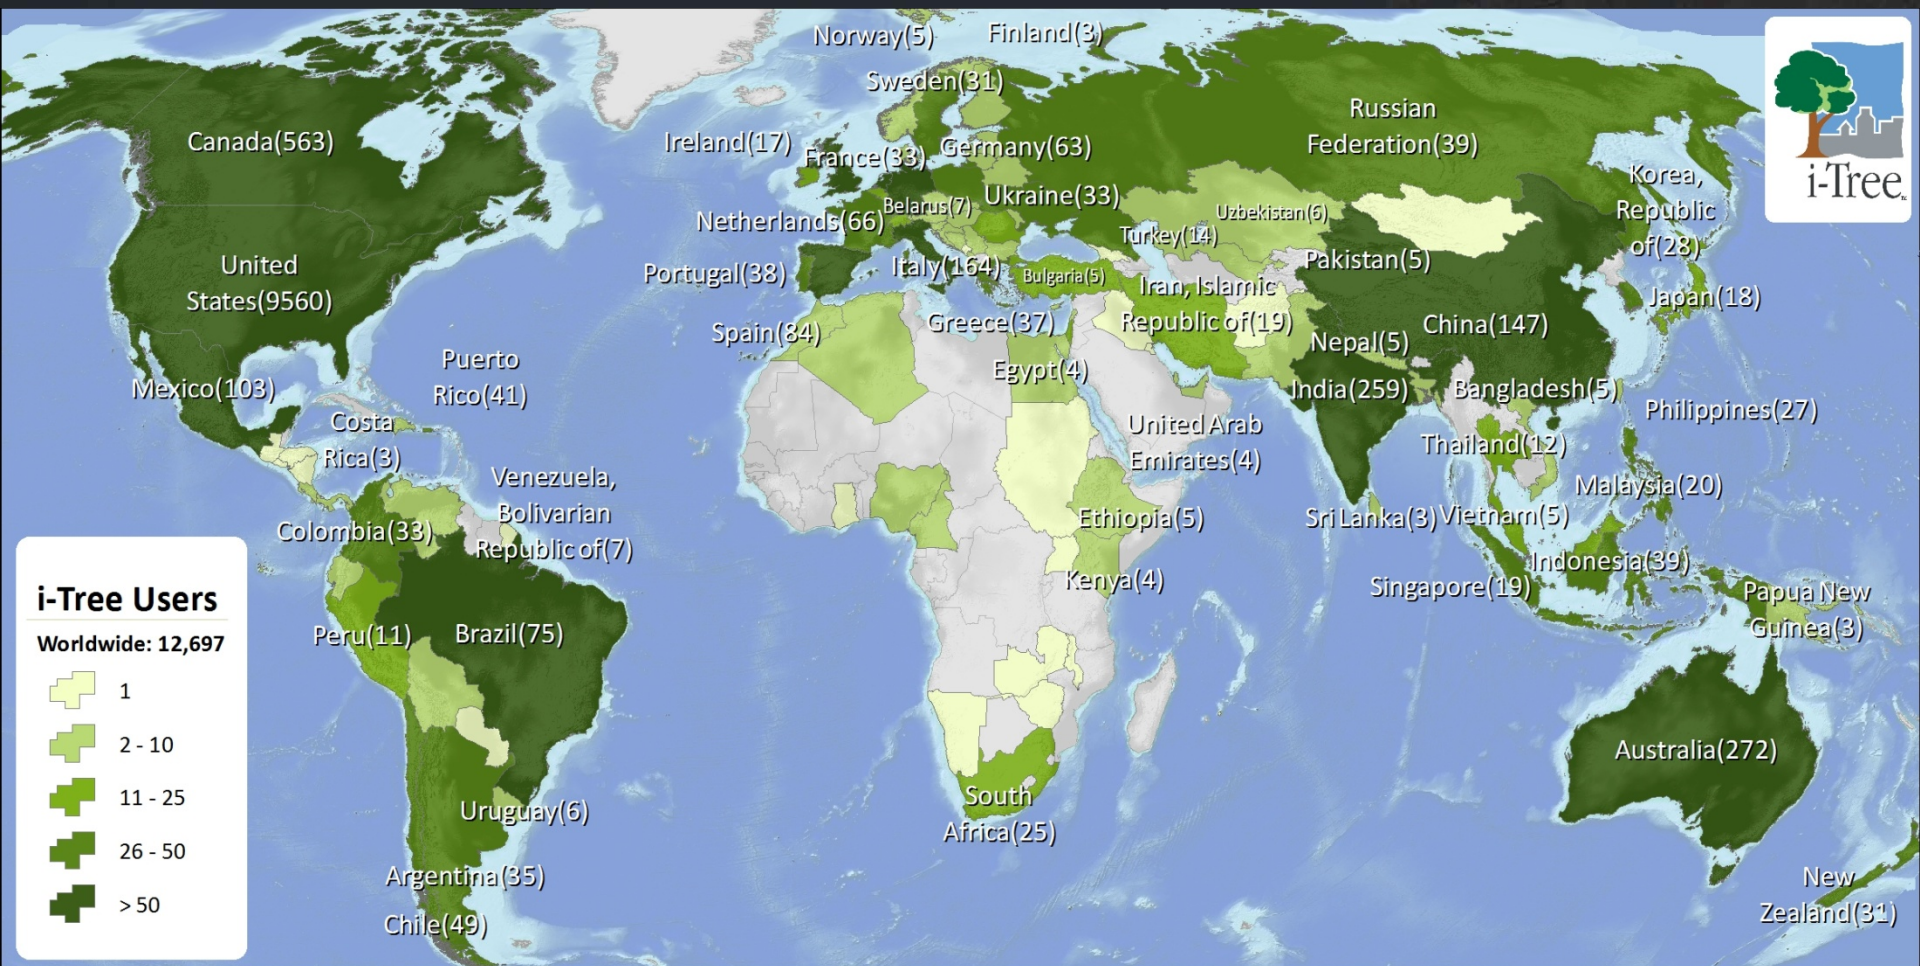 Norway(5)
Finland(3)
Sweden(31)
Canada(563)
Ireland(17)
France(33)
Germany(63)
Russian
Federation(39)
i-Tree
Korea,
Republic
of(28)
Netherlands(66)
Belarus(7)
Ukraine(33)
Uzbekistan(6)
Turkey(14)
United
States(9560)
Portugal(38)
Italy(164)
Bulgaria(5)
Iran, Islamic
Republic of(19)
Pakistan(5)
Japan(18)
Spain(84)
Greece(37)
China(147)
Nepal(5)
Egypt(4)
Puerto
Rico(41)
Mexico(103)
India(259)
Bangladesh(5)
Philippines(27)
Costa
Rica(3)
United Arab
Emirates(4)
Thailand(12)
Malaysia(20)
Venezuela,
Bolivarian
Republic of(7)
Colombia(33)
Ethiopia(5)
Sri Lanka(3)
Vietnam(5)
Indonesia(39)
Kenya(4)
Singapore(19)
Papua New
Guinea(3)
Peru(11)
Brazil(75)
Australia(272)
Uruguay(6)
South
Africa(25)
Argentina(35)
Chile(49)
New
Zealand(31)
i-Tree Users
Worldwide: 12,697
1
2 - 10
11 - 25
26 - 50
> 50